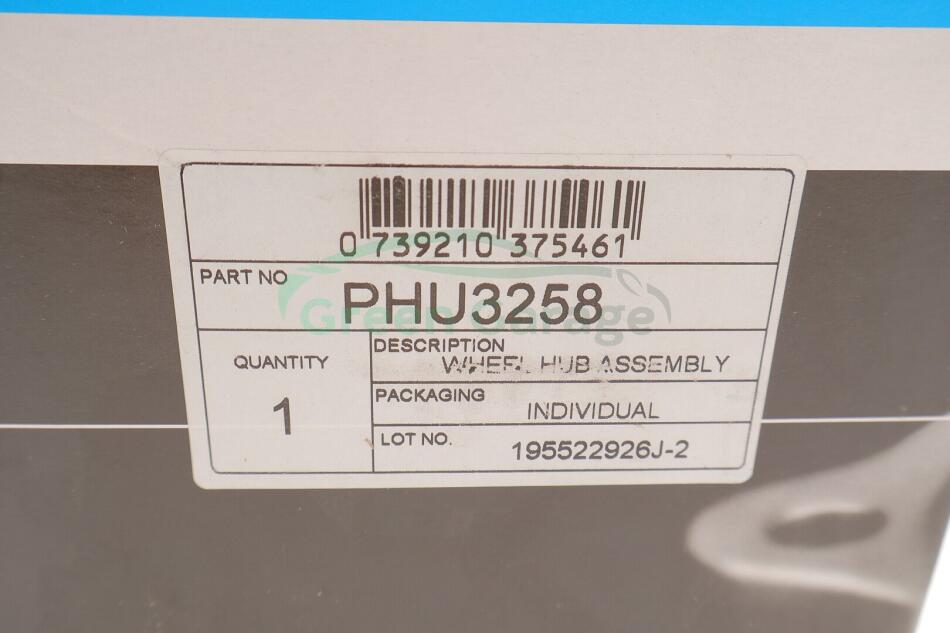 0 739210 375461
PART NO
PHU3258
Green Garage
QUANTITY
1
DESCRIPTION
WHEEL HUB ASSEMBLY
PACKAGING
INDIVIDUAL
LOT NO.
195522926J-2